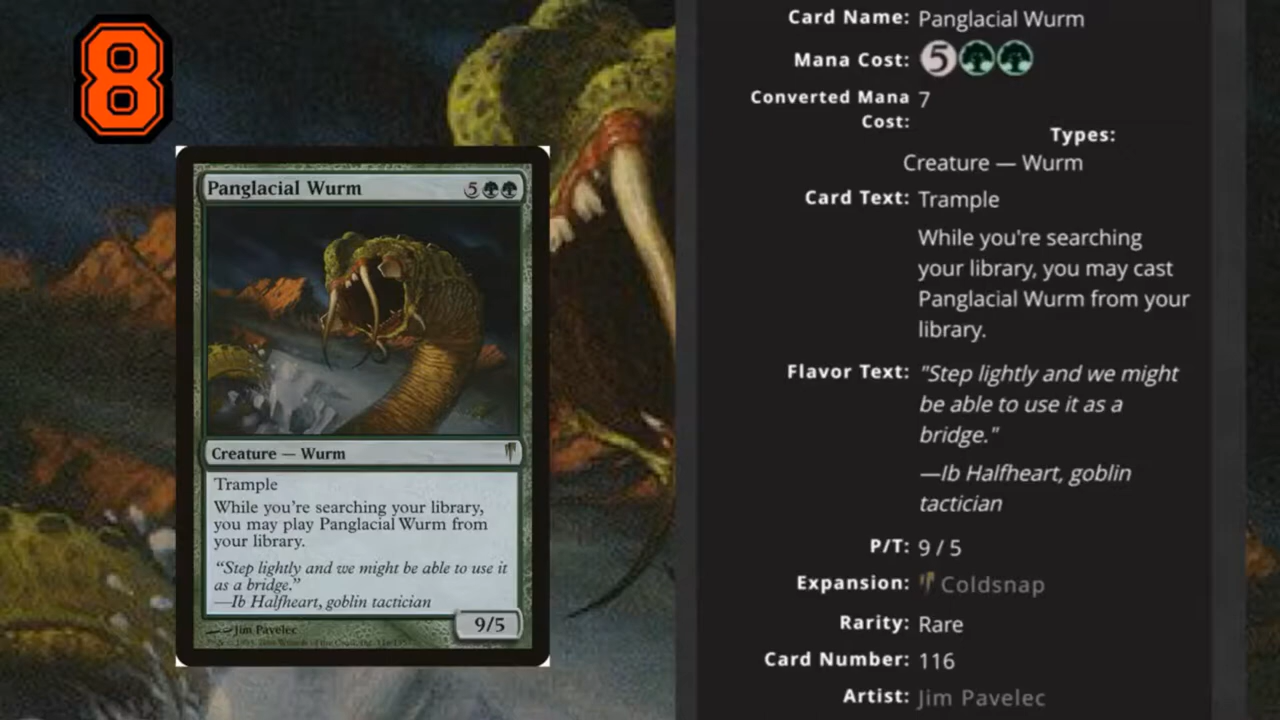 8
Panglacial Wurm 5
Creature — Wurm
Trample
While you're searching your library,
you may play Panglacial Wurm from
your library.
“Step lightly and we might be able to use it
as a bridge.”
—Ib Halfheart, goblin tactician
9/5
Jim Pavelec
Card Name: Panglacial Wurm
Mana Cost: 5
Converted Mana 7
Cost:
Types:
Creature — Wurm
Card Text: Trample
While you're searching
your library, you may cast
Panglacial Wurm from your
library.
Flavor Text: "Step lightly and we might
be able to use it as a
bridge."
—Ib Halfheart, goblin
tactician
P/T: 9 / 5
Expansion: Coldsnap
Rarity: Rare
Card Number: 116
Artist: Jim Pavelec